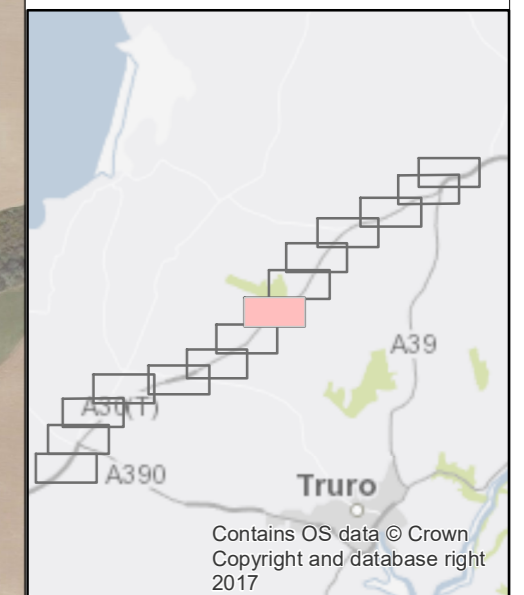 A39
A30(T)
A390
Truro
Contains OS data © Crown
Copyright and database right
2017